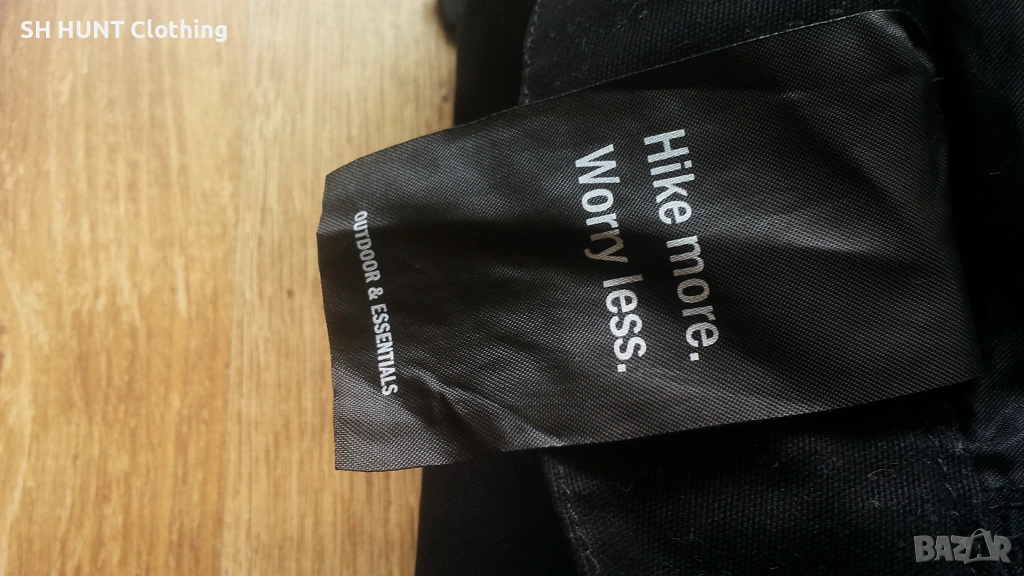 SH HUNT Clothing
Hike more.
Worry less.
OUTDOOR & ESSENTIALS
BAZAR